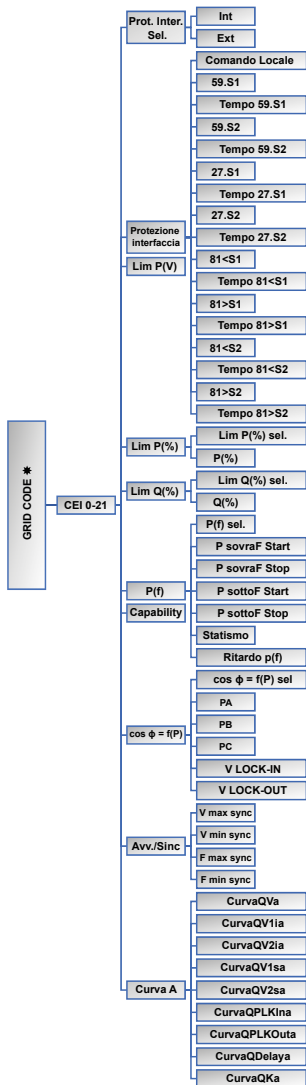 GRID CODE ✷
CEI 0-21
Prot. Inter.
Sel.
Int
Ext
Protezione
interfaccia
Comando Locale
59.S1
Tempo 59.S1
59.S2
Tempo 59.S2
27.S1
Tempo 27.S1
27.S2
Tempo 27.S2
81<S1
Tempo 81<S1
81>S1
Tempo 81>S1
81<S2
Tempo 81<S2
81>S2
Tempo 81>S2
Lim P(V)
Lim P(%)
Lim P(%) sel.
P(%)
Lim Q(%)
Lim Q(%) sel.
Q(%)
P(f)
P(f) sel.
P sovraF Start
P sovraF Stop
P sottoF Start
P sottoF Stop
Statismo
Ritardo p(f)
Capability
cos ϕ = f(P)
cos ϕ = f(P) sel
PA
PB
PC
V LOCK-IN
V LOCK-OUT
Avv./Sinc
V max sync
V min sync
F max sync
F min sync
Curva A
CurvaQVa
CurvaQV1ia
CurvaQV2ia
CurvaQV1sa
CurvaQV2sa
CurvaQPLKIna
CurvaQPLKOuta
CurvaQDelaya
CurvaQKa